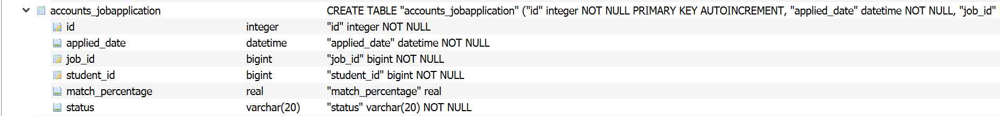 accounts_jobapplication CREATE TABLE "accounts_jobapplication" ("id" integer NOT NULL PRIMARY KEY AUTOINCREMENT, "applied_date" datetime NOT NULL, "job_id"
id integer "id" integer NOT NULL
applied_date datetime "applied_date" datetime NOT NULL
job_id bigint "job_id" bigint NOT NULL
student_id bigint "student_id" bigint NOT NULL
match_percentage real "match_percentage" real
status varchar(20) "status" varchar(20) NOT NULL